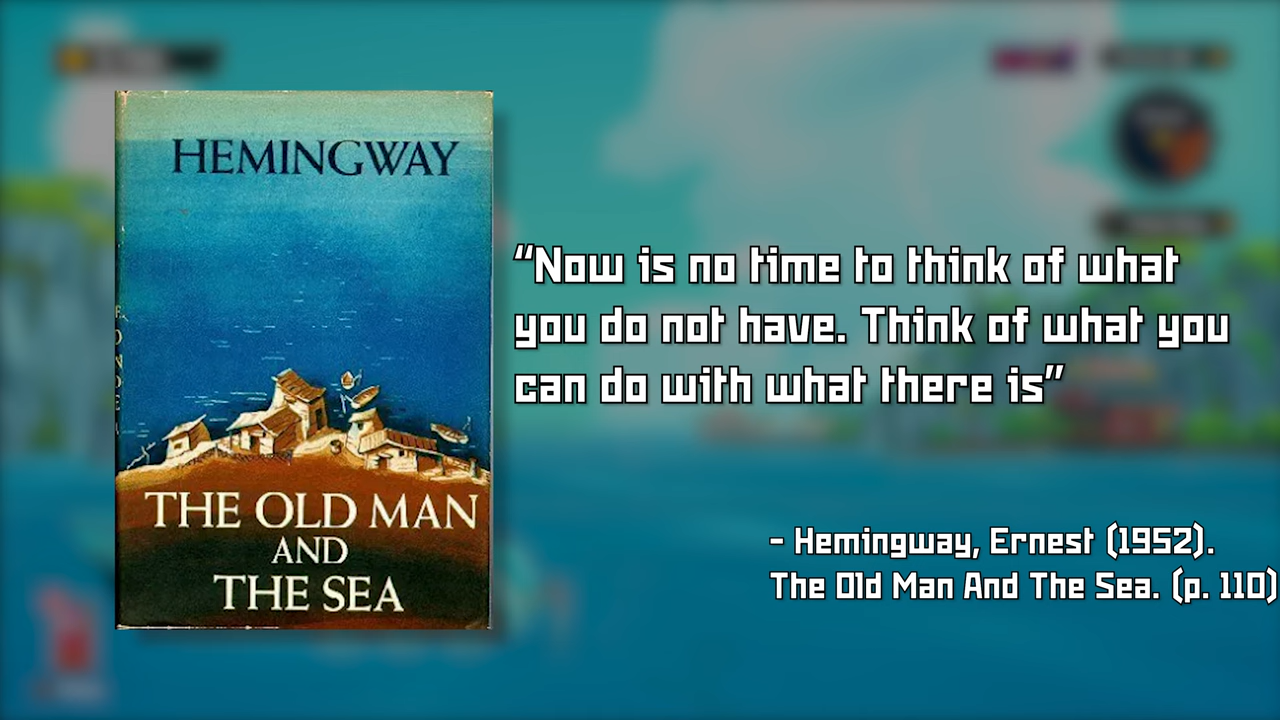 HEMINGWAY
THE OLD MAN
AND
THE SEA
“Now is no time to think of what
you do not have. Think of what you
can do with what there is”
- Hemingway, Ernest (1952).
The Old Man And The Sea. (p. 110)